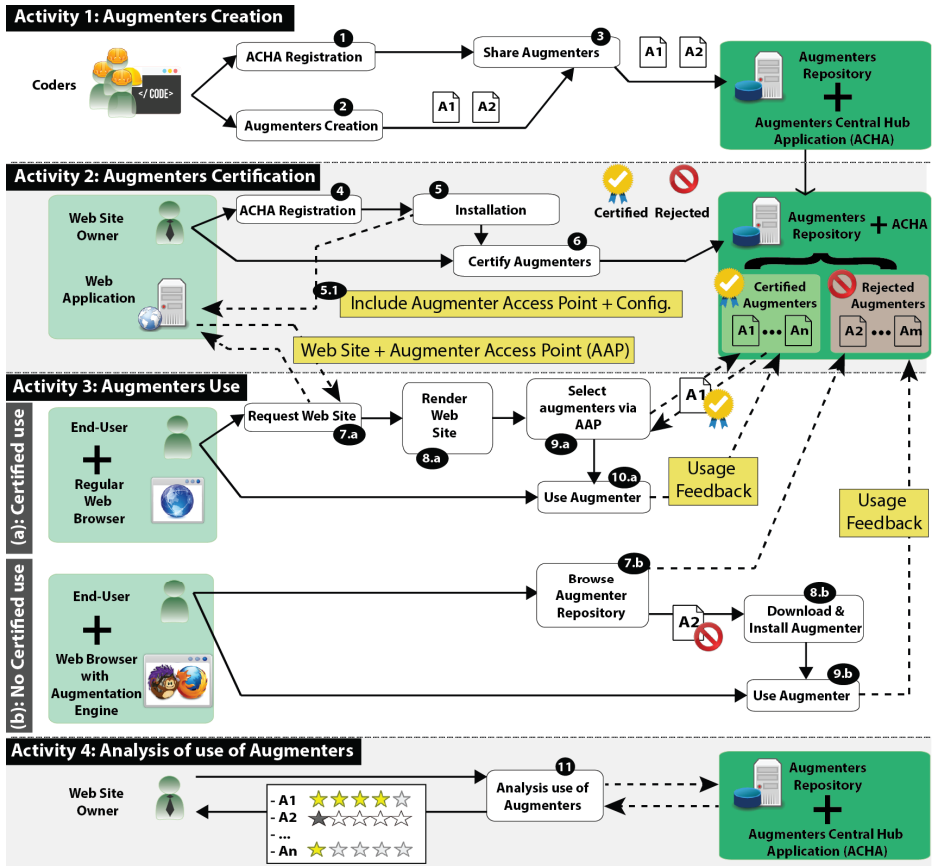 Activity 1: Augmenters Creation
Coders
</ CODE>
1
ACHA Registration
2
Augmenters Creation
A1 A2
3
Share Augmenters
A1 A2
Augmenters
Repository
+
Augmenters Central Hub
Application (ACHA)
Activity 2: Augmenters Certification
Web Site
Owner
Web
Application
4
ACHA Registration
5
Installation
6
Certify Augmenters
Certified Rejected
5.1
Include Augmenter Access Point + Config.
Web Site + Augmenter Access Point (AAP)
Augmenters
Repository
+ ACHA
Certified
Augmenters
A1 ... An
Rejected
Augmenters
A2 ... Am
Activity 3: Augmenters Use
(a): Certified use
End-User
+
Regular
Web
Browser
Request Web Site
7.a
Render
Web
Site
8.a
Select
augmenters via
AAP
9.a
A1
10.a
Use Augmenter
Usage
Feedback
Usage
Feedback
(b): No Certified use
End-User
+
Web Browser
with
Augmentation
Engine
7.b
Browse
Augmenter
Repository
A2
8.b
Download &
Install Augmenter
9.b
Use Augmenter
Activity 4: Analysis of use of Augmenters
Web Site
Owner
- A1
- A2
- ...
- An
11
Analysis use of
Augmenters
Augmenters
Repository
+
Augmenters Central Hub
Application (ACHA)